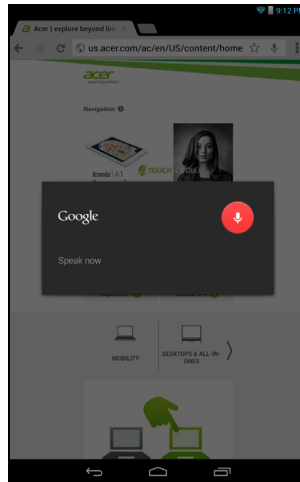 9:12 PM
Acer | explore beyond lim
us.acer.com/ac/en/US/content/home
acer
Navigation
Iconia | A1
TOUCH
Google
Speak now
MOBILITY
DESKTOPS & ALL-IN-
ONES